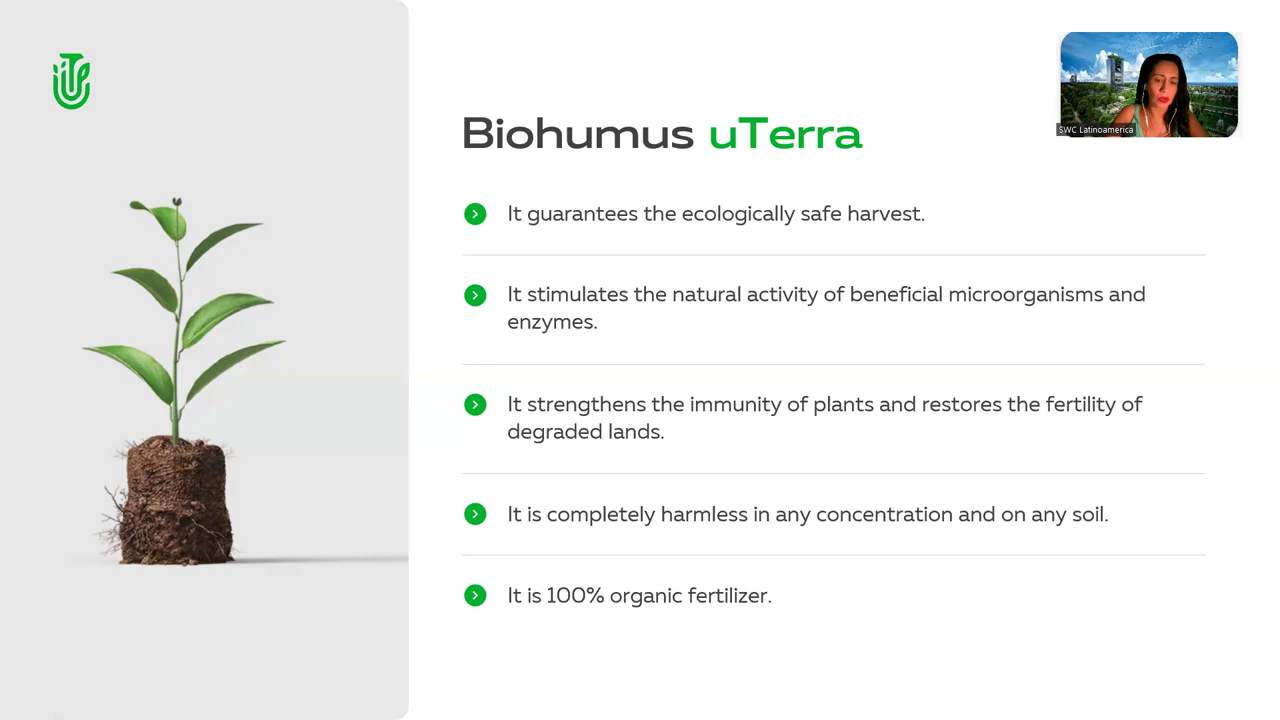 SWC Latinoamerica
Biohumus uTerra
It guarantees the ecologically safe harvest.
It stimulates the natural activity of beneficial microorganisms and
enzymes.
It strengthens the immunity of plants and restores the fertility of
degraded lands.
It is completely harmless in any concentration and on any soil.
It is 100% organic fertilizer.